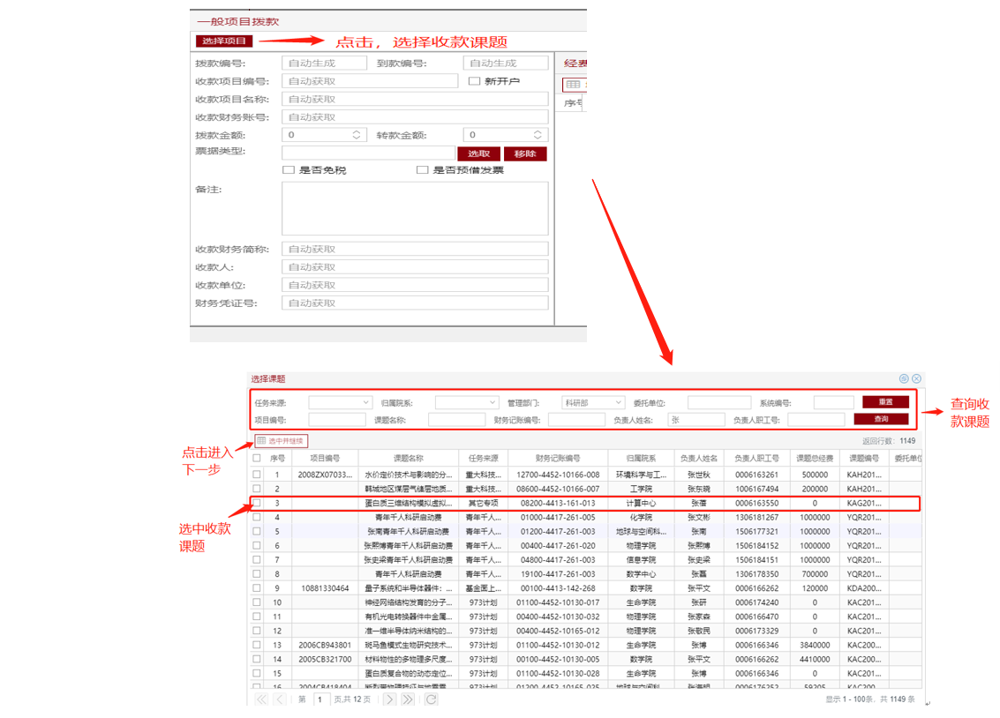 一般项目拨款
选择项目 点击，选择收款课题
拨款编号: 自动生成 到款编号: 自动生成 经费
收款项目编号: 自动获取 新开户
收款项目名称: 自动获取 序号
收款财务账号: 自动获取
拨款金额: 0 转款金额: 0
票据类型: 选取 移除
是否免税 是否预借发票
备注:
收款财务简称: 自动获取
收款人: 自动获取
收款单位: 自动获取
财务凭证号: 自动获取
选择课题
任务来源: 归属院系: 管理部门: 科研部 委托单位: 系统编号: 重置
项目编号: 课题名称: 财务记账编号: 负责人姓名: 张 负责人职工号: 查询
查询收
款课题
选中并继续 返回行数: 1149
点击进入
下一步
序号 项目编号 课题名称 任务来源 财务记账编号 归属院系 负责人姓名 负责人职工号 课题总经费 课题编号 委托单位
1 2008ZX07033... 水价定价技术与影响的分... 重大科技... 12700-4452-10166-008 环境科学与工... 张世秋 0006163261 500000 KAH201...
2 韩城地区煤层气储层地质... 重大科技... 08600-4452-10166-007 工学院 张东晓 1006167494 200000 KAH201...
3 蛋白质三维结构模拟虚拟... 其它专项 08200-4413-161-013 计算中心 张蓓 0006163550 0 KAG201...
4 青年千人科研启动费 青年千人... 01000-4417-261-005 化学院 张文彬 1306181267 1000000 YQR201...
5 张南青年千人科研启动费 青年千人... 01200-4417-261-003 地球与空间科... 张南 1506177321 1000000 YQR201...
6 张熙博青年千人科研启动费 青年千人... 00400-4417-261-020 物理学院 张熙博 1506184152 1000000 YQR201...
7 张史梁青年千人科研启动费 青年千人... 04800-4417-261-003 信息学院 张史梁 1506184151 1000000 YQR201...
8 青年千人科研启动费 青年千人... 19100-4417-261-003 数学中心 张磊 1306178350 700000 YQR201...
9 10881330464 量子系统和半导体器件：... 基金面上... 00100-4413-142-268 数学院 张平文 0006166262 120000 KDA200...
10 神经网络结构发育的分子... 973计划 01100-4452-10130-017 生命学院 张研 0006174240 0 KAC201...
11 有机光电转换器件中金属... 973计划 00400-4452-10130-032 物理学院 张家森 0006166470 0 KAC201...
12 准一维半导体纳米结构的... 973计划 00400-4452-10165-012 物理学院 张敬民 0006173329 0 KAC201...
13 2006CB943801 斑马鱼模式生物研究技术... 973计划 01100-4452-10130-012 生命学院 张博 0006166346 3840000 KAC200...
14 2005CB321700 材料物性的多物理多尺度... 973计划 00100-4452-10130-005 数学院 张平文 0006166262 4410000 KAC200...
15 蛋白质复合物的动态定位... 973计划 01100-4452-10130-028 生命学院 张博 0006166346 0 KAC201...
16 2004CB418404 973计划 01200-4452-10165-025 地球与空间科... 0006176252 59205 KAC200...
选中收款
课题
第 1 页,共 12 页 显示 1 - 100条，共 1149 条